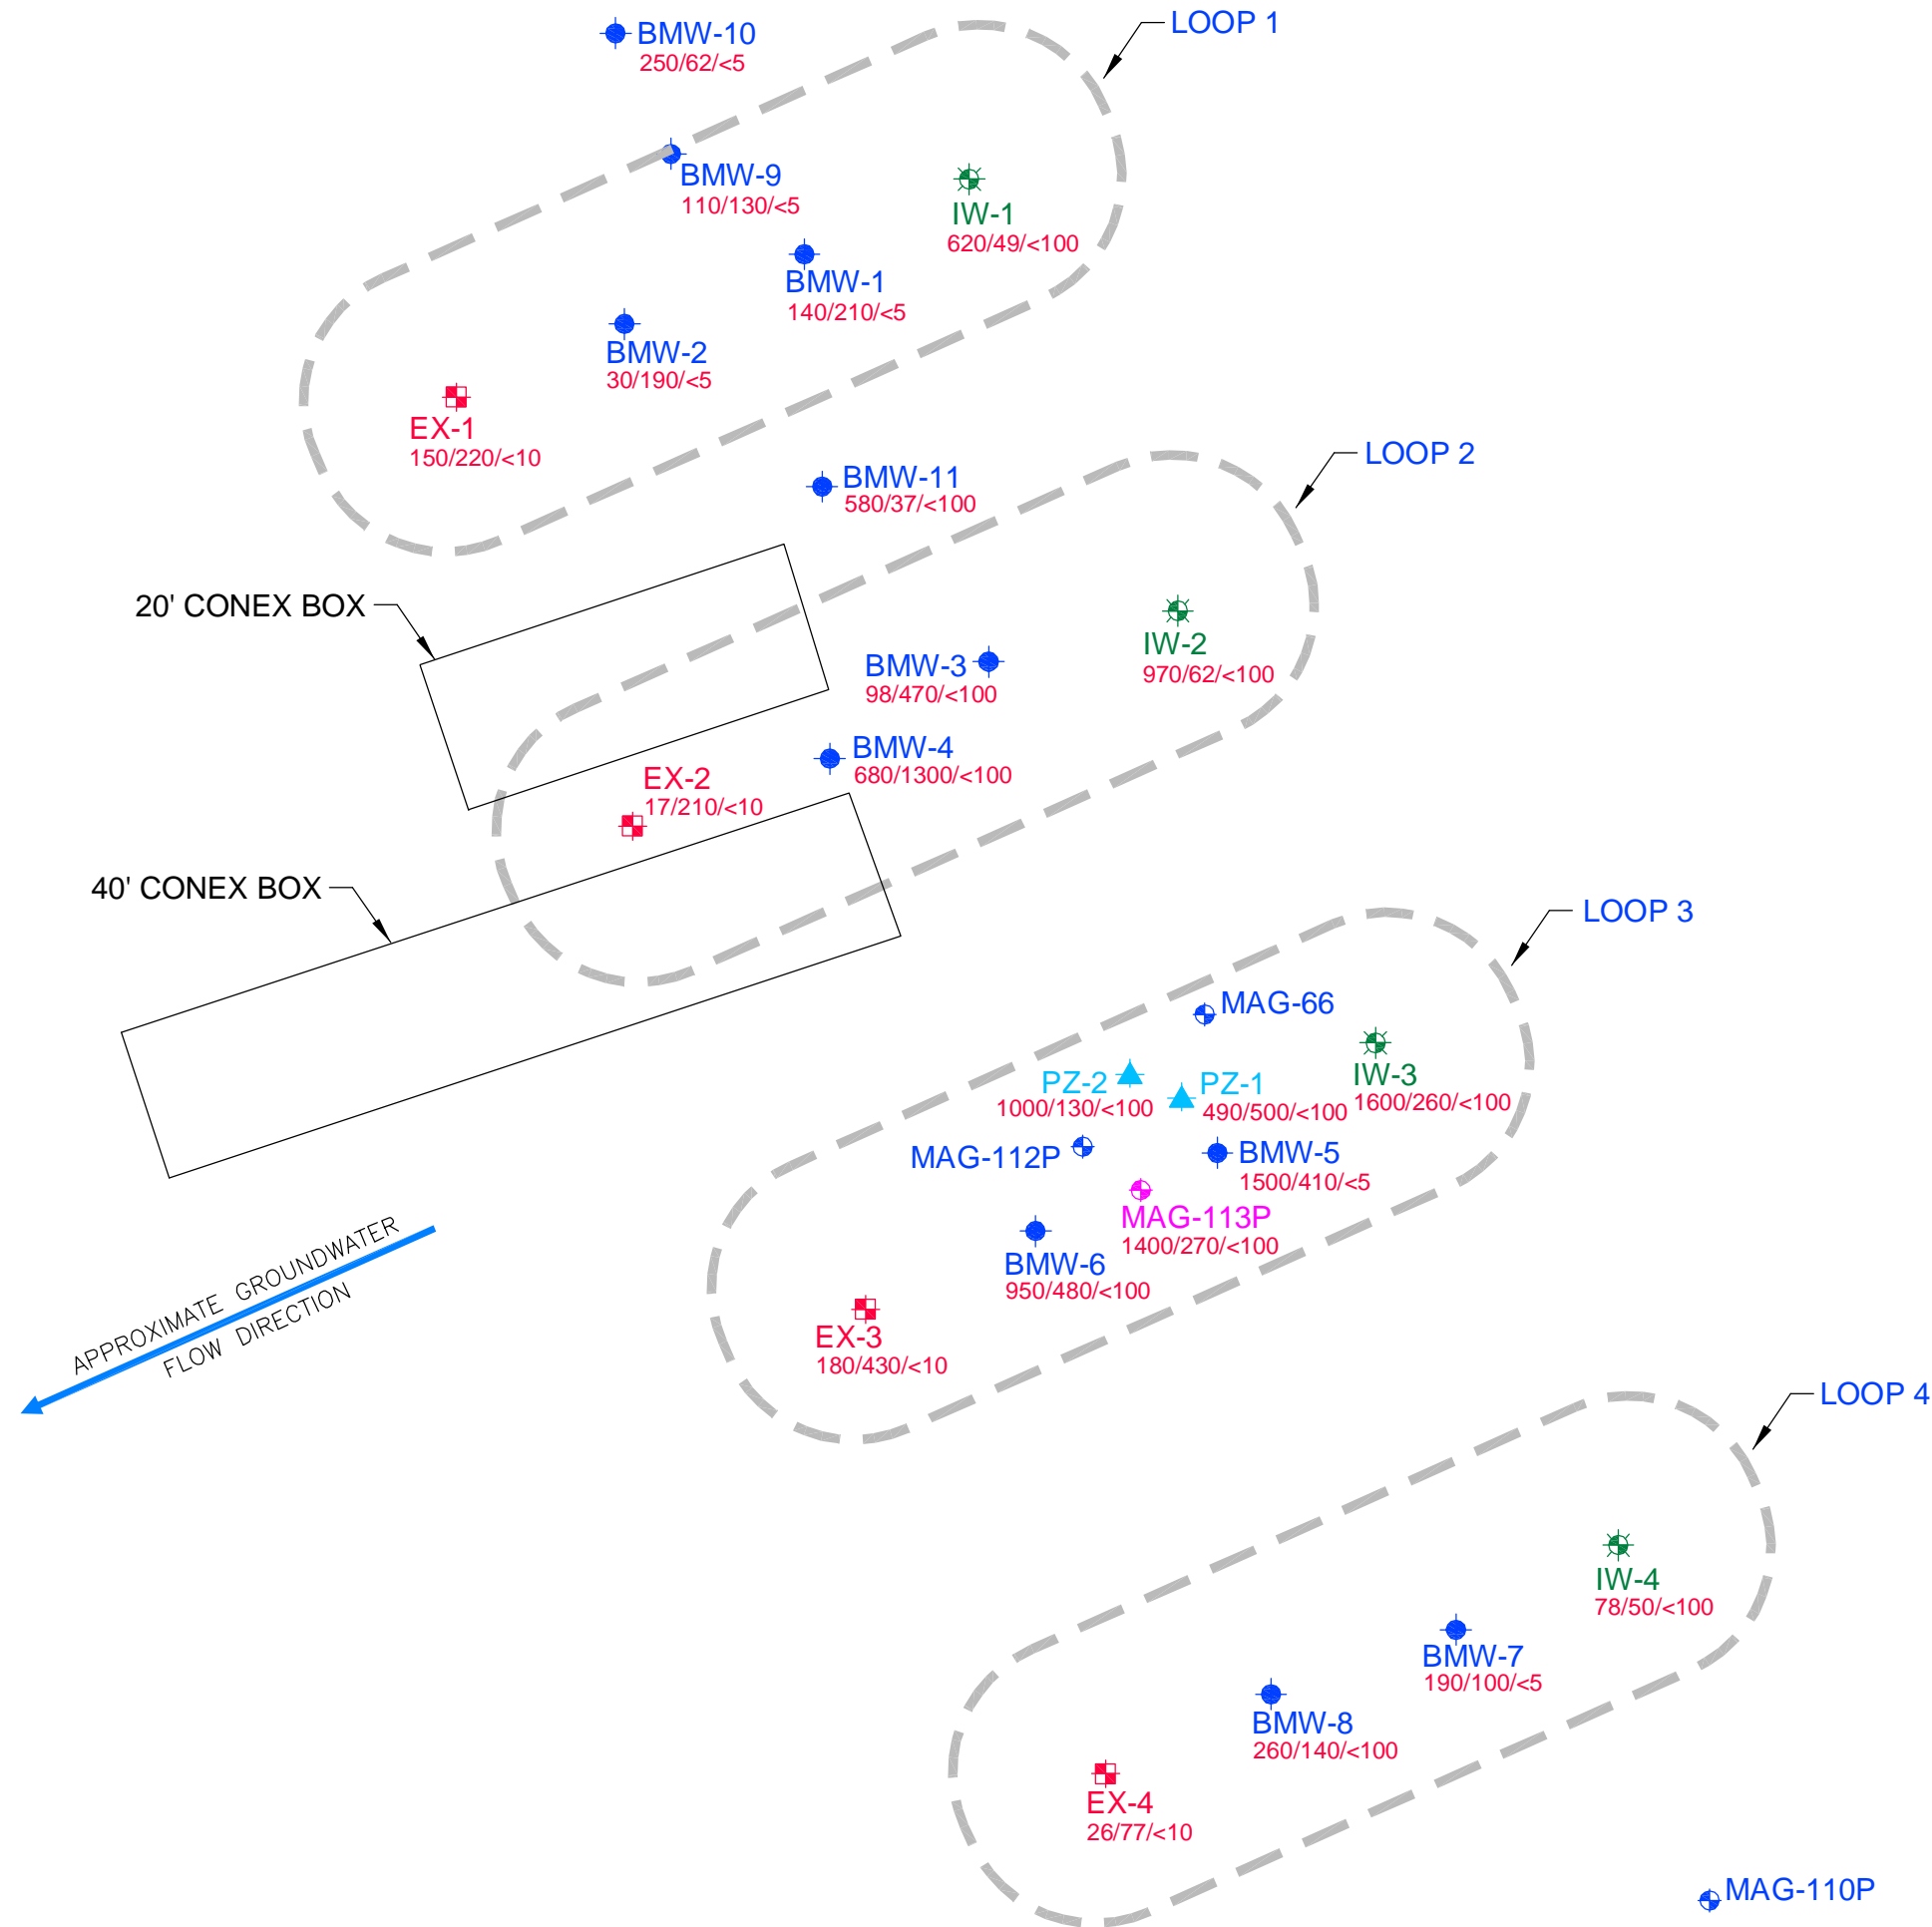 BMW-10
250/62/<5
LOOP 1
BMW-9
110/130/<5
IW-1
620/49/<100
BMW-1
140/210/<5
BMW-2
30/190/<5
EX-1
150/220/<10
LOOP 2
BMW-11
580/37/<100
20' CONEX BOX
IW-2
970/62/<100
BMW-3
98/470/<100
BMW-4
680/1300/<100
EX-2
17/210/<10
40' CONEX BOX
LOOP 3
MAG-66
IW-3
1600/260/<100
PZ-2
1000/130/<100
PZ-1
490/500/<100
MAG-112P
BMW-5
1500/410/<5
MAG-113P
1400/270/<100
BMW-6
950/480/<100
APPROXIMATE GROUNDWATER
FLOW DIRECTION
EX-3
180/430/<10
LOOP 4
IW-4
78/50/<100
BMW-7
190/100/<5
BMW-8
260/140/<100
EX-4
26/77/<10
MAG-110P